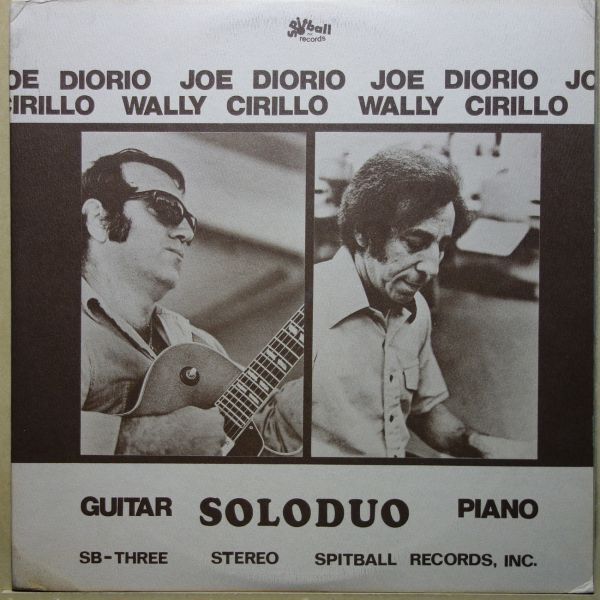 Spitball
records
OE DIORIO JOE DIORIO JOE DIORIO JO
CIRILLO WALLY CIRILLO WALLY CIRILLO
GUITAR SOLODUO PIANO
SB-THREE STEREO SPITBALL RECORDS, INC.